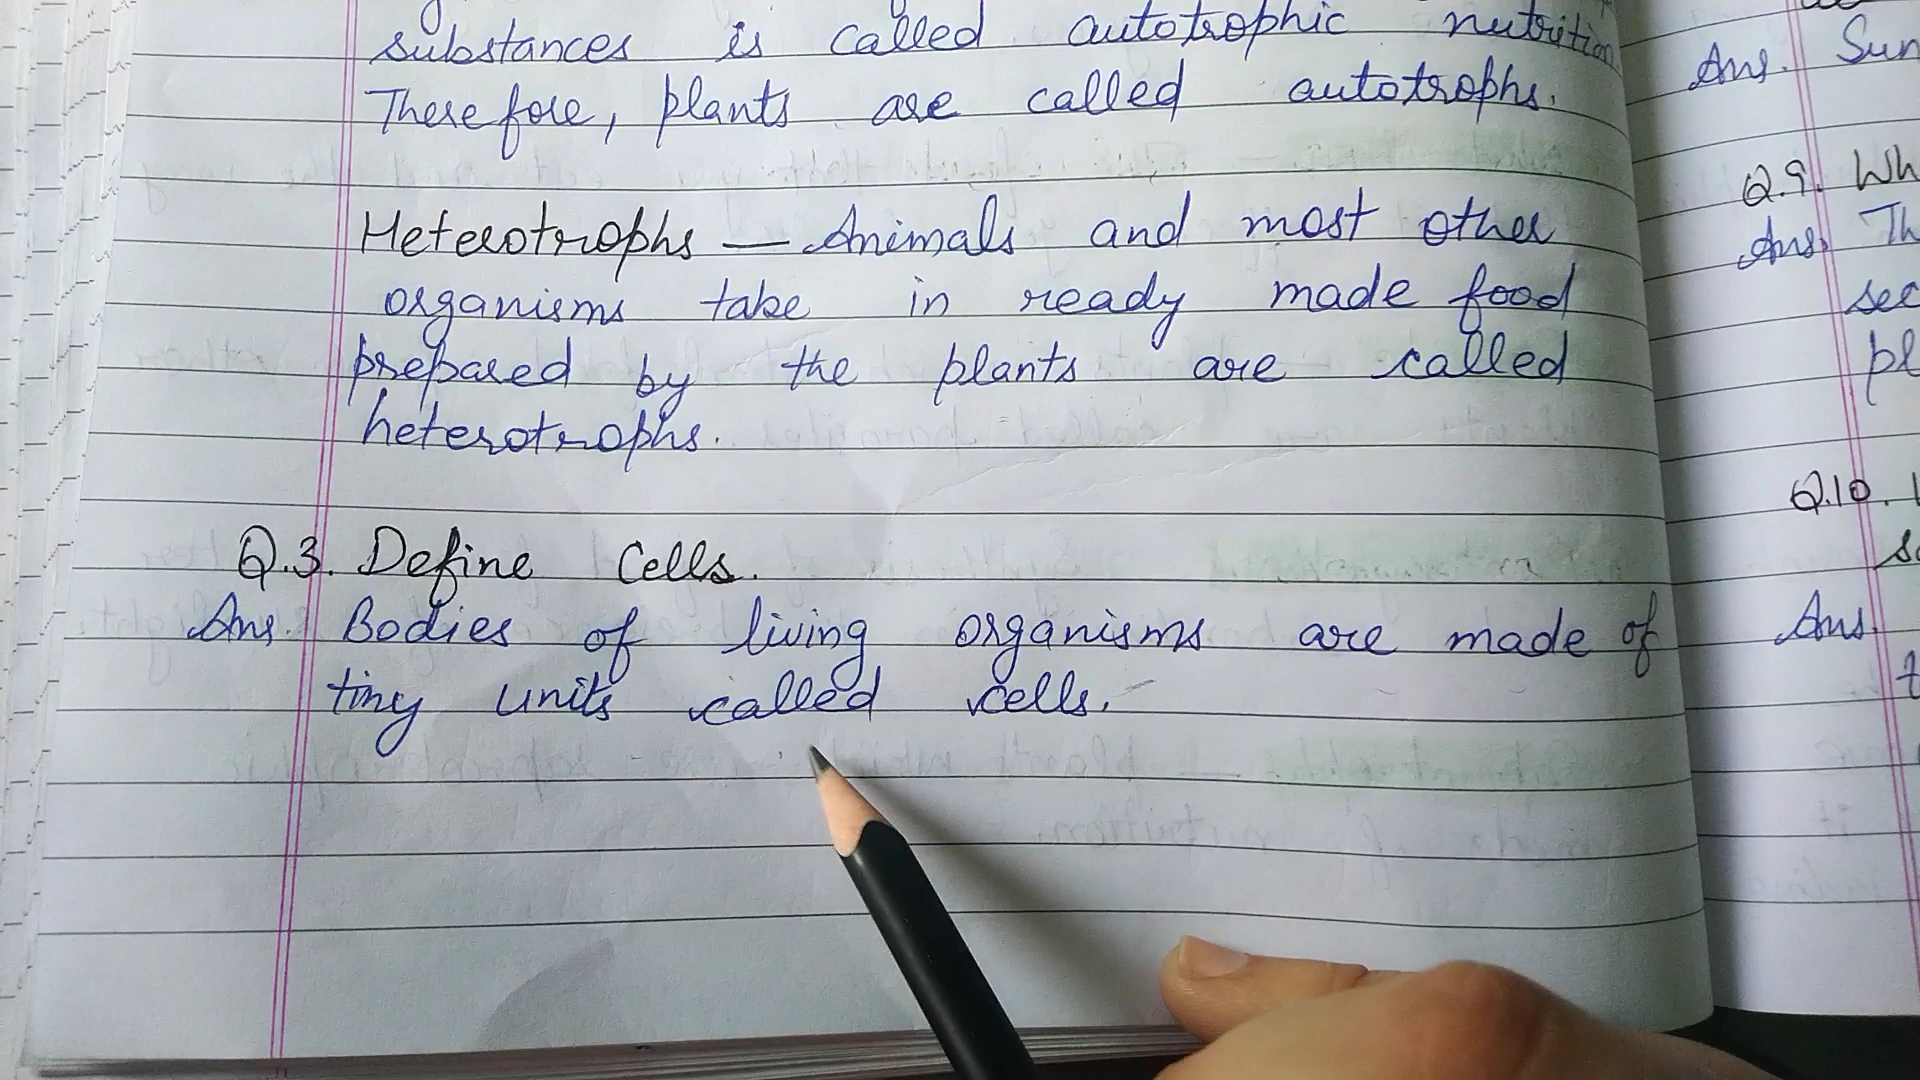 substances is called autotrophic nutrition
Therefore, plants are called autotrophs.
Heterotrophs — Animals and most other
organisms take in ready made food
prepared by the plants are called
heterotrophs.
Q.3. Define Cells.
Ans. Bodies of living organisms are made of
tiny units called cells.
Ans. Sun
Q.9. Wh
Ans. Th
sec
pl
Q.10.
Ans.